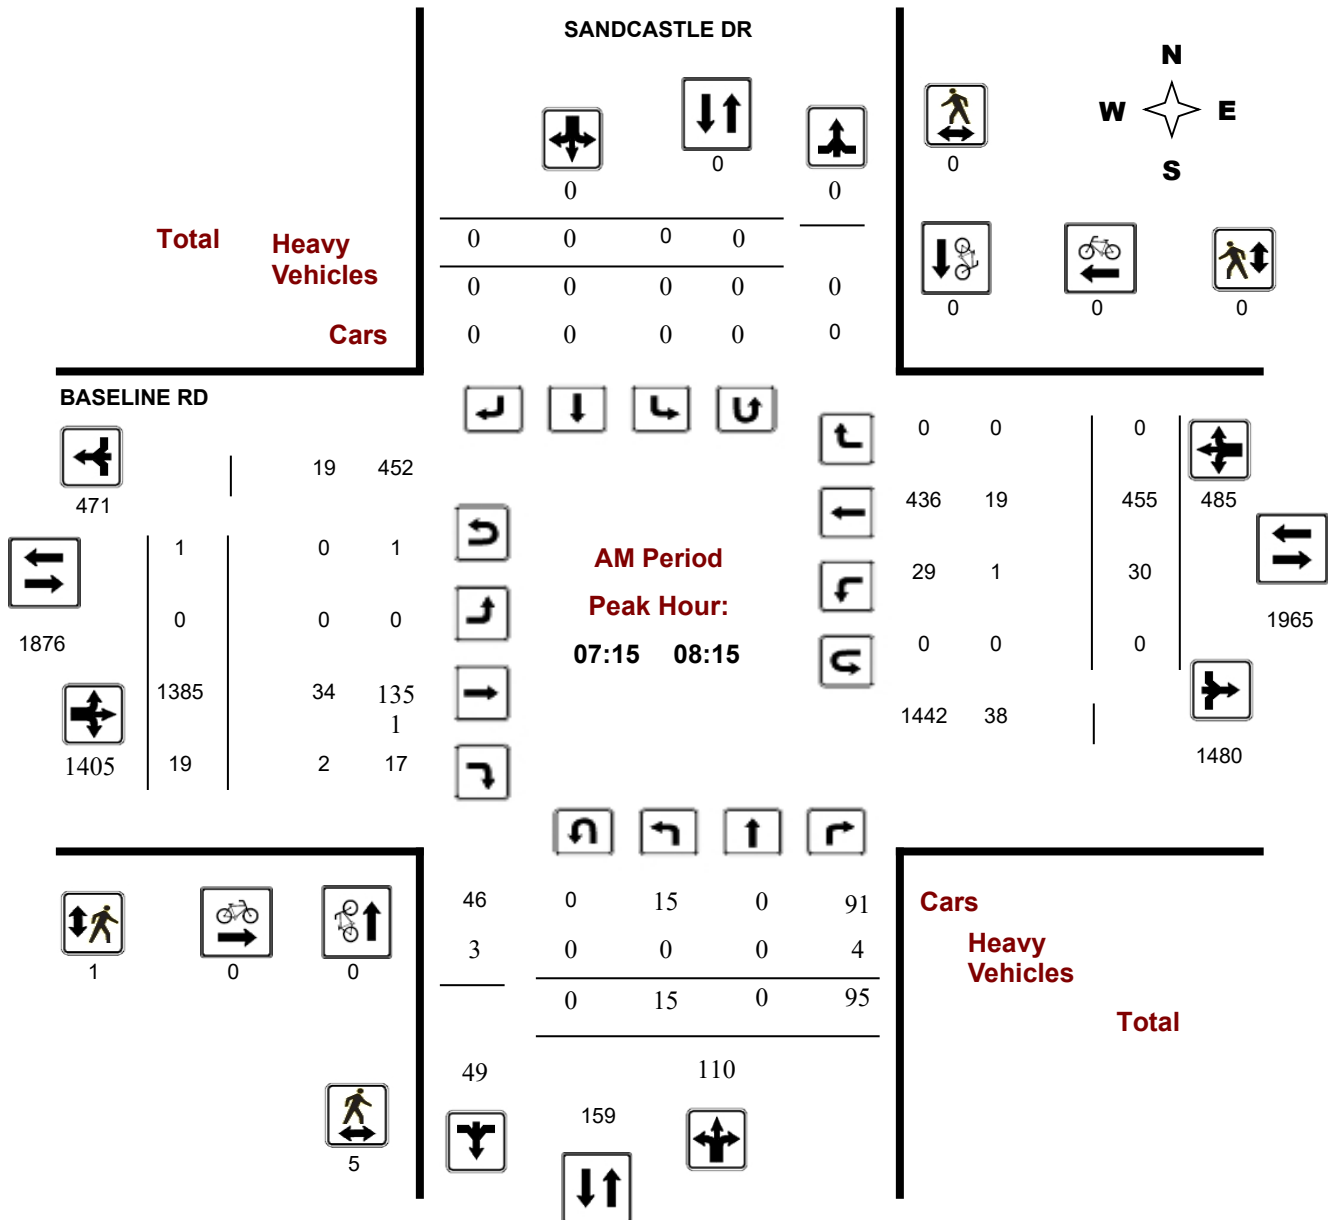 SANDCASTLE DR
N
W E
S
0
0
0 0
Total Heavy Vehicles
0 0 0 0
0 0 0 0 0
Cars 0 0 0 0 0
0 0 0
BASELINE RD
19 452
471
1 0 1
0 0 0
1876
1385 34 135
1
1405 19 2 17
AM Period
Peak Hour:
07:15 08:15
0 0 0
436 19 455 485
29 1 30
1965
0 0 0
1442 38
1480
46 0 15 0 91
3 0 0 0 4
0 15 0 95
49 110
159
1 0 0
5
Cars
Heavy
Vehicles
Total